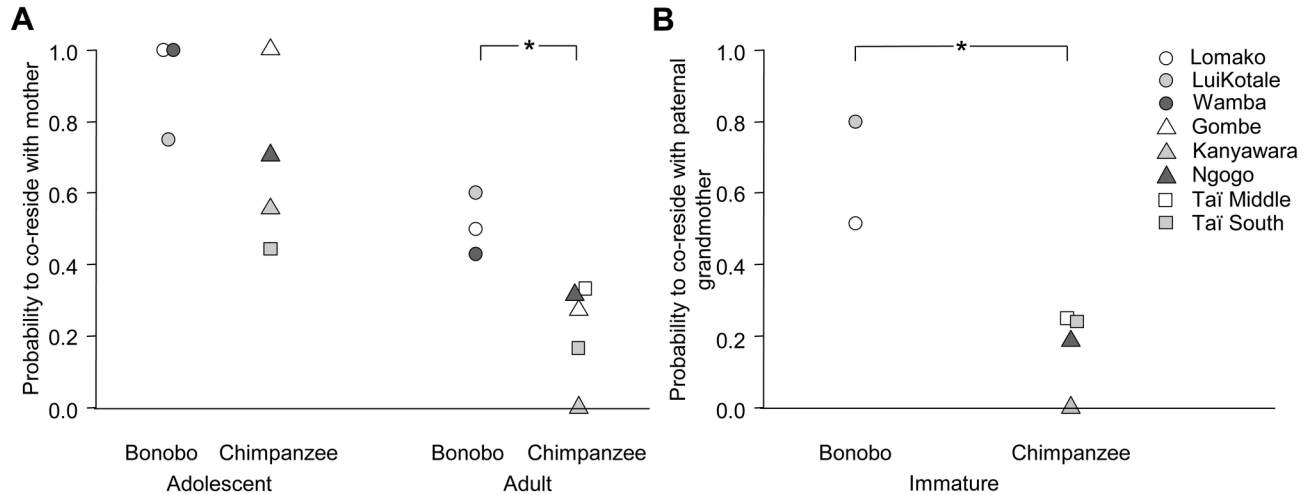 A
Probability to co-reside with mother
1.0
0.8
0.6
0.4
0.2
0.0
*
Bonobo Chimpanzee Bonobo Chimpanzee
Adolescent Adult
B
Probability to co-reside with paternal
grandmother
1.0
0.8
0.6
0.4
0.2
0.0
*
Bonobo Chimpanzee
Immature
Lomako
LuiKotale
Wamba
Gombe
Kanyawara
Ngogo
Taï Middle
Taï South